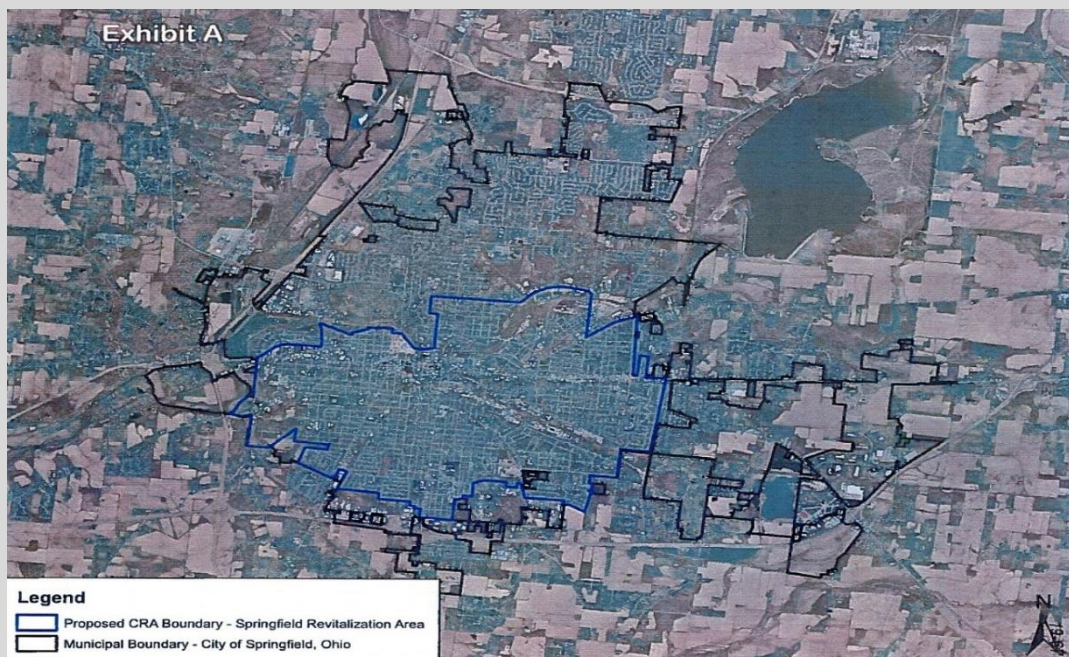 Exhibit A
Legend
Proposed CRA Boundary - Springfield Revitalization Area
Municipal Boundary - City of Springfield, Ohio
N